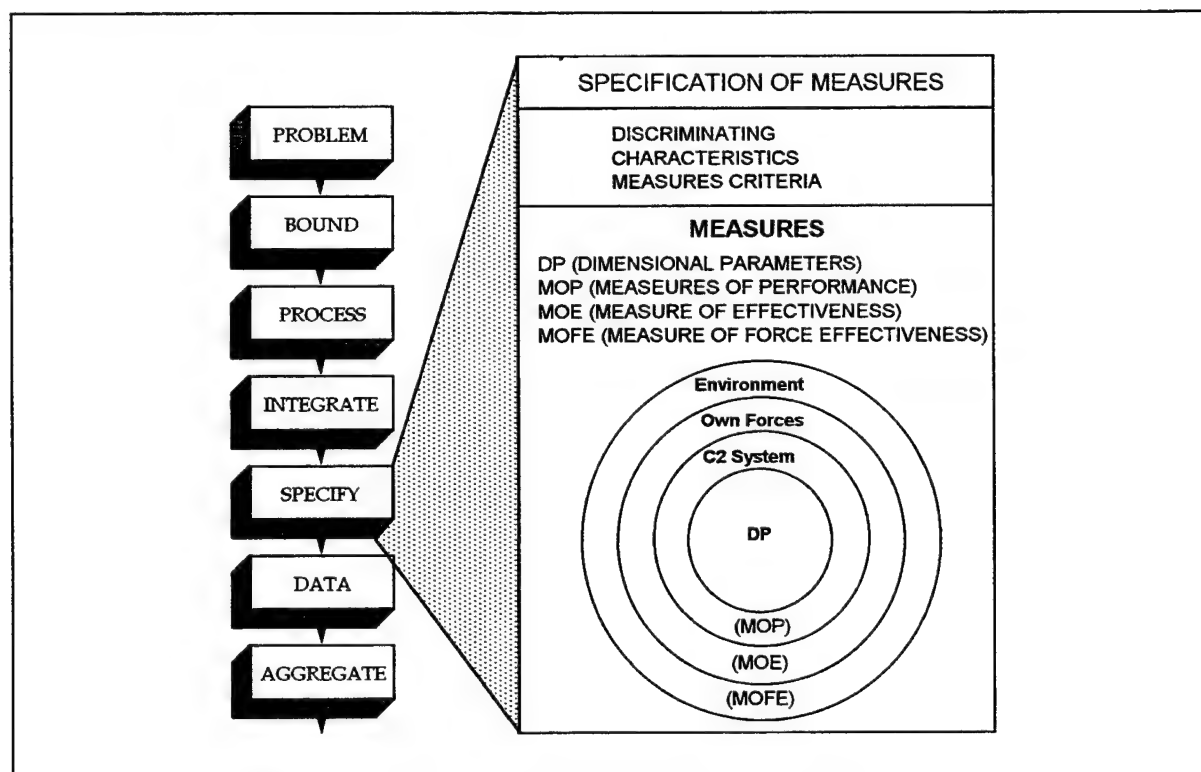 PROBLEM
BOUND
PROCESS
INTEGRATE
SPECIFY
DATA
AGGREGATE
SPECIFICATION OF MEASURES
DISCRIMINATING
CHARACTERISTICS
MEASURES CRITERIA
MEASURES
DP (DIMENSIONAL PARAMETERS)
MOP (MEASEURES OF PERFORMANCE)
MOE (MEASURE OF EFFECTIVENESS)
MOFE (MEASURE OF FORCE EFFECTIVENESS)
Environment
Own Forces
C2 System
DP
(MOP)
(MOE)
(MOFE)